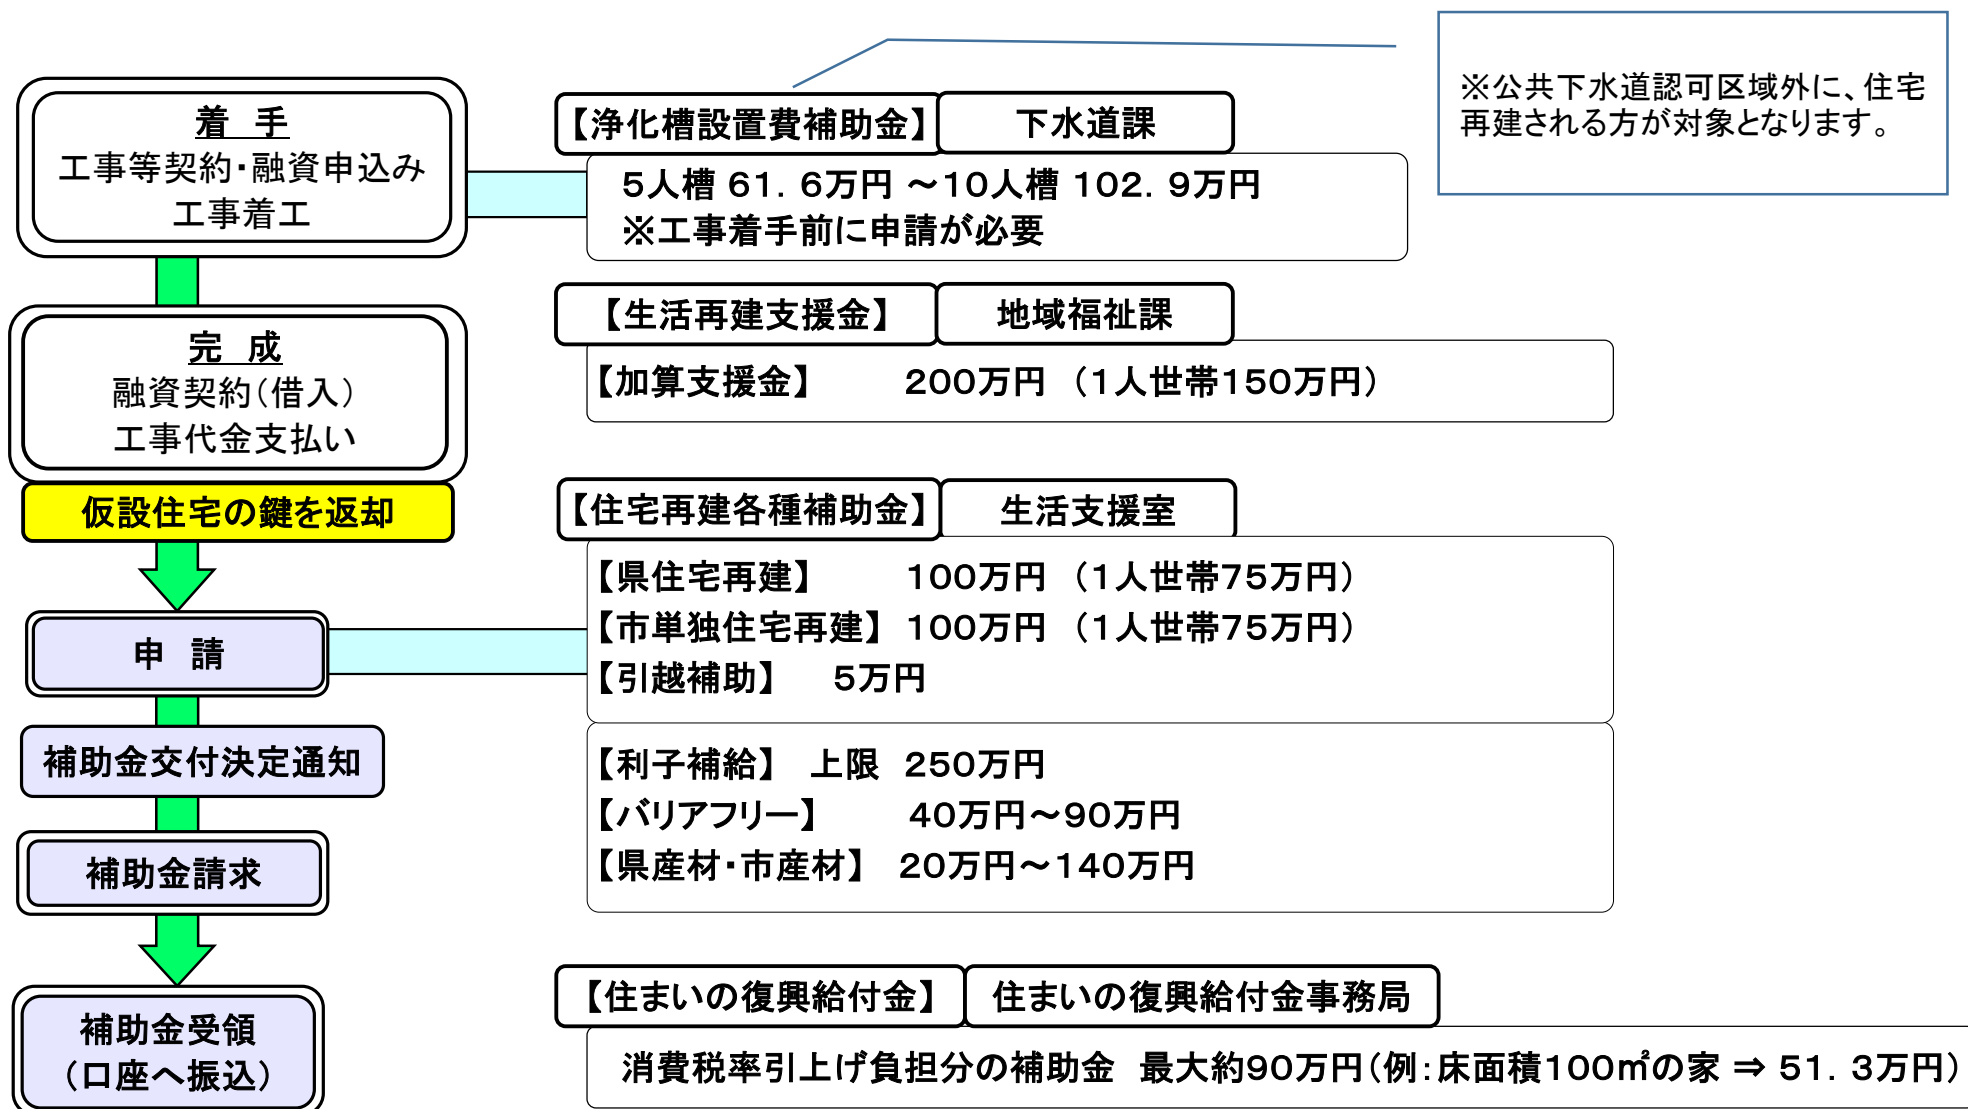 着　手
工事等契約・融資申込み
工事着工
完　成
融資契約（借入）
工事代金支払い
仮設住宅の鍵を返却
申　請
補助金交付決定通知
補助金請求
補助金受領
（口座へ振込）
【浄化槽設置費補助金】　下水道課
５人槽 ６１．６万円 ～１０人槽 １０２．９万円
※工事着手前に申請が必要
※公共下水道認可区域外に、住宅
再建される方が対象となります。
【生活再建支援金】　地域福祉課
【加算支援金】　２００万円 （１人世帯１５０万円）
【住宅再建各種補助金】　生活支援室
【県住宅再建】　１００万円 （１人世帯７５万円）
【市単独住宅再建】 １００万円 （１人世帯７５万円）
【引越補助】　５万円
【利子補給】　上限　２５０万円
【バリアフリー】　４０万円～９０万円
【県産材・市産材】　２０万円～１４０万円
【住まいの復興給付金】　住まいの復興給付金事務局
消費税率引上げ負担分の補助金　最大約９０万円（例：床面積１００㎡の家 ⇒ ５１．３万円）